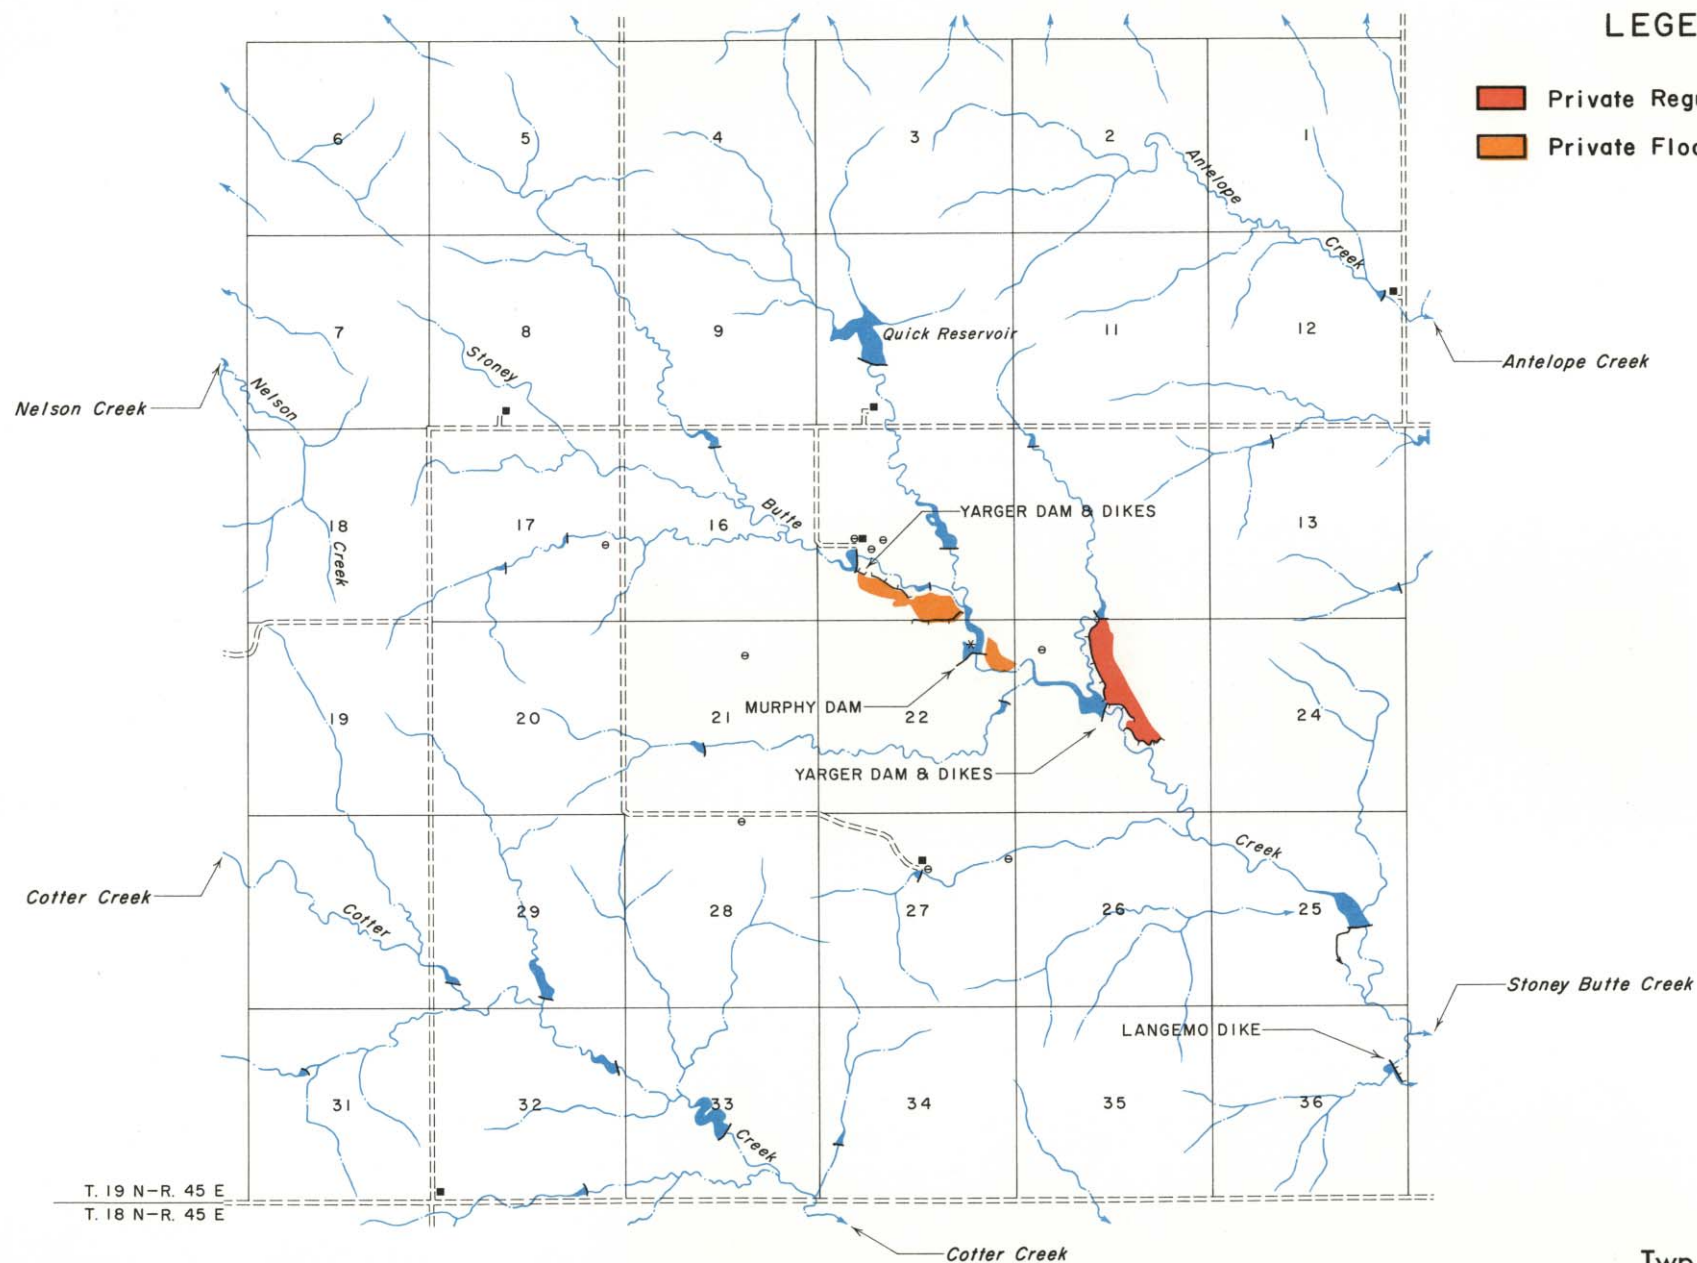 LEGE
Private Reg
Private Floo
6
5
4
3
2
1
Antelope
Creek
7
8
9
Quick Reservoir
11
12
Antelope Creek
Stoney
Nelson Creek
Nelson
Creek
18
17
16
Butte
YARGER DAM & DIKES
13
19
20
21
MURPHY DAM
22
24
YARGER DAM & DIKES
Creek
Cotter Creek
Cotter
29
28
27
26
25
Stoney Butte Creek
LANGEMO DIKE
31
32
33
34
35
36
Creek
T. 19 N-R. 45 E
T. 18 N-R. 45 E
Cotter Creek
Twp